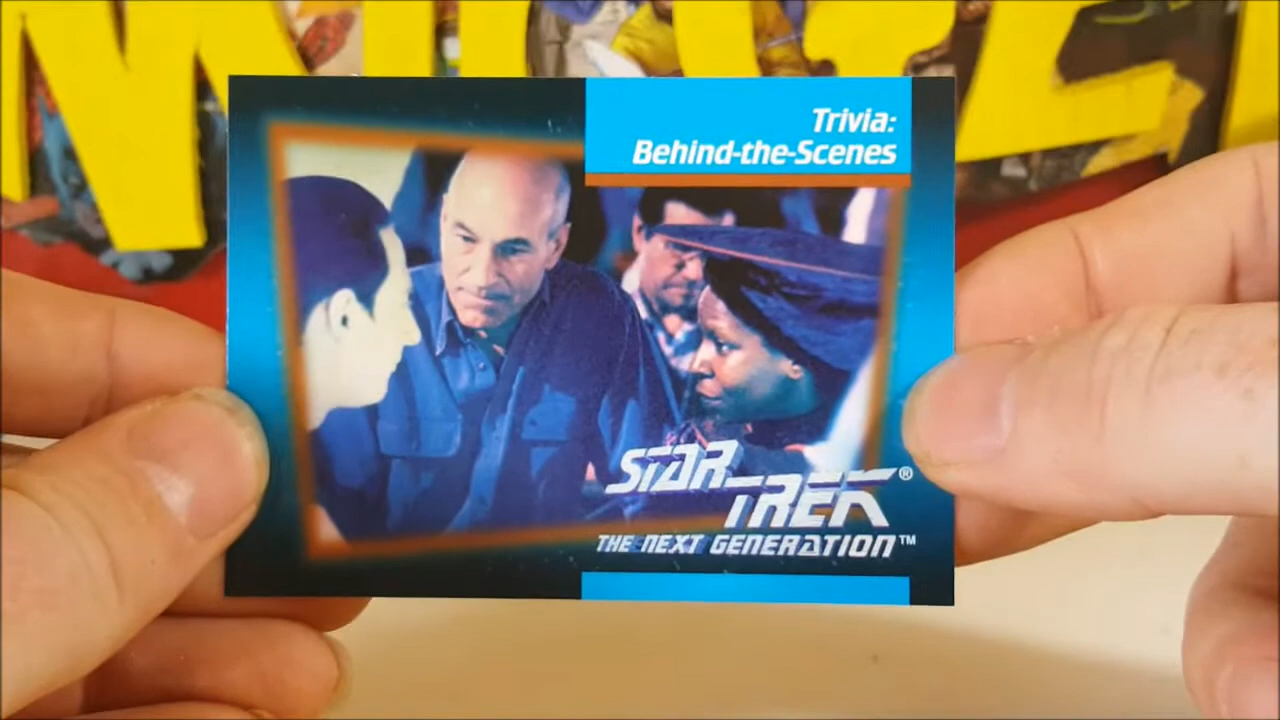 Trivia:
Behind-the-Scenes
STAR
TREK®
THE NEXT GENERATION™